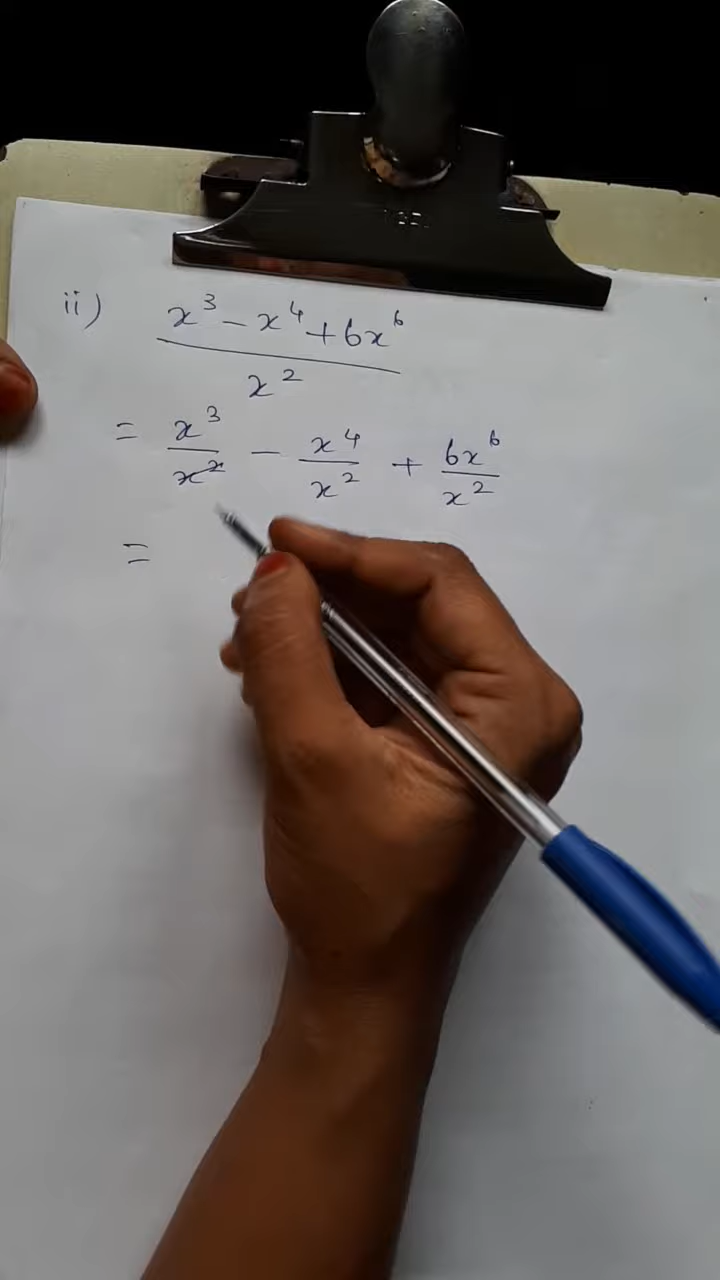 ii) x³ - x⁴ + 6x⁶
x²
= x³/x² - x⁴/x² + 6x⁶/x²
=